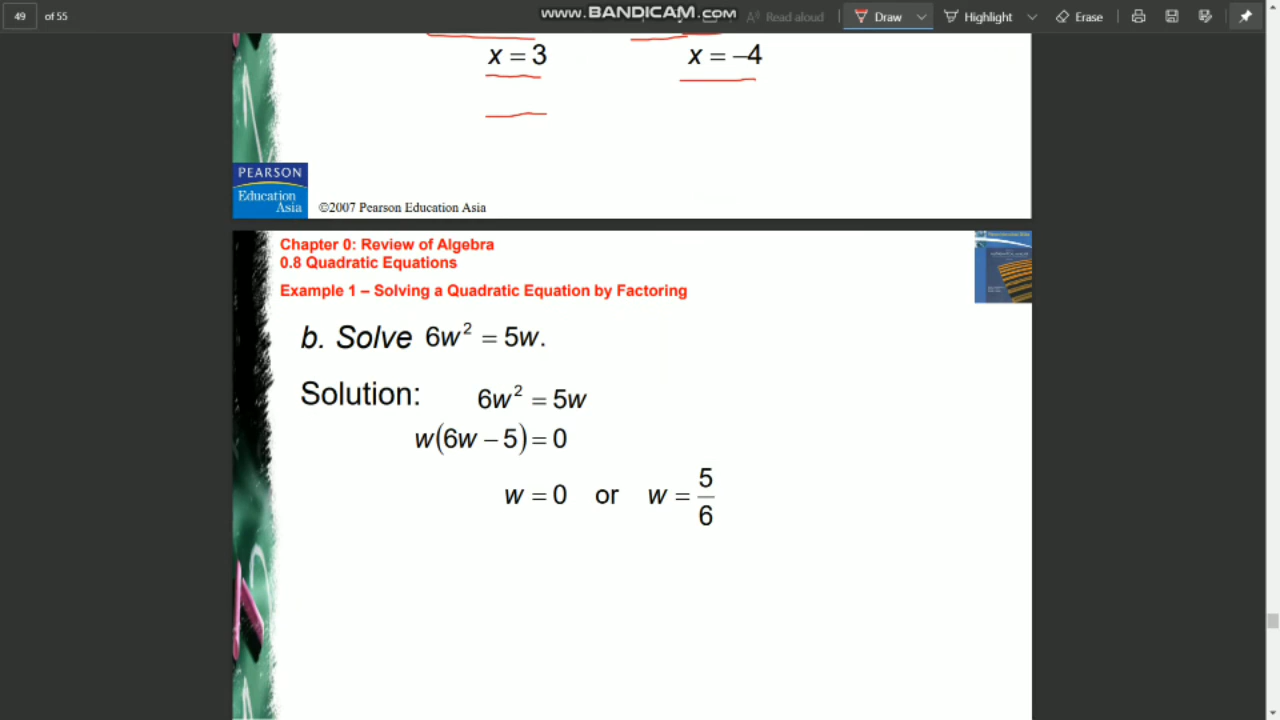 49 of 55
www.BANDICAM.com
Read aloud
Draw
Highlight
Erase
x = 3
x = –4
PEARSON
Education
Asia
©2007 Pearson Education Asia
Chapter 0: Review of Algebra
0.8 Quadratic Equations
Example 1 – Solving a Quadratic Equation by Factoring
b. Solve 6w² = 5w.
Solution: 6w² = 5w
w(6w – 5) = 0
w = 0 or w = 5/6